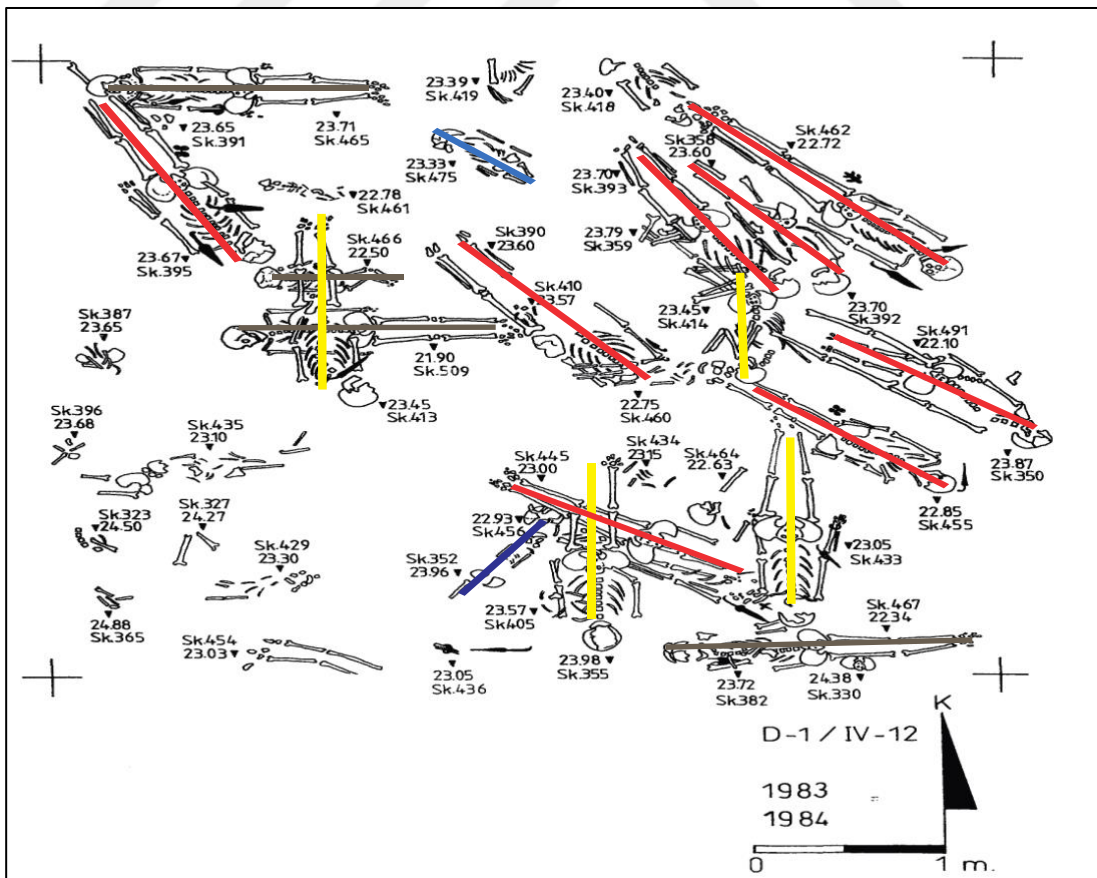 23.39
Sk.419
23.40
Sk.418
23.65
Sk.391
23.71
Sk.465
Sk.462
22.72
Sk.358
23.60
23.33
Sk.475
23.70
Sk.393
22.78
Sk.461
23.79
Sk.359
Sk.466
22.50
Sk.390
23.60
23.67
Sk.395
Sk.410
23.57
23.70
Sk.392
23.45
Sk.414
Sk.387
23.65
Sk.491
22.10
21.90
Sk.509
23.45
Sk.413
22.75
Sk.460
Sk.396
23.68
Sk.435
23.10
Sk.434
23.15
Sk.445
23.00
Sk.464
22.63
23.87
Sk.350
22.85
Sk.455
Sk.323
24.50
Sk.327
24.27
22.93
Sk.456
Sk.429
23.30
Sk.352
23.96
23.05
Sk.433
24.88
Sk.365
23.57
Sk405
Sk.467
22.34
Sk.454
23.03
23.05
Sk.436
23.98
Sk.355
23.72
Sk382
24.38
Sk.330
K
D-1 / IV-12
1983
1984
0 1 m.